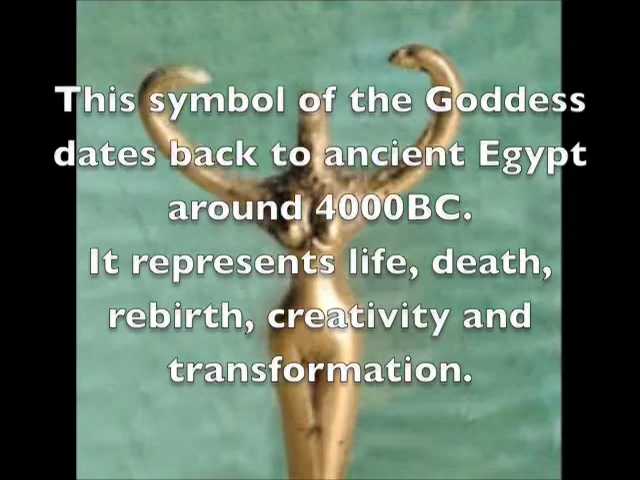 This symbol of the Goddess
dates back to ancient Egypt
around 4000BC.
It represents life, death,
rebirth, creativity and
transformation.